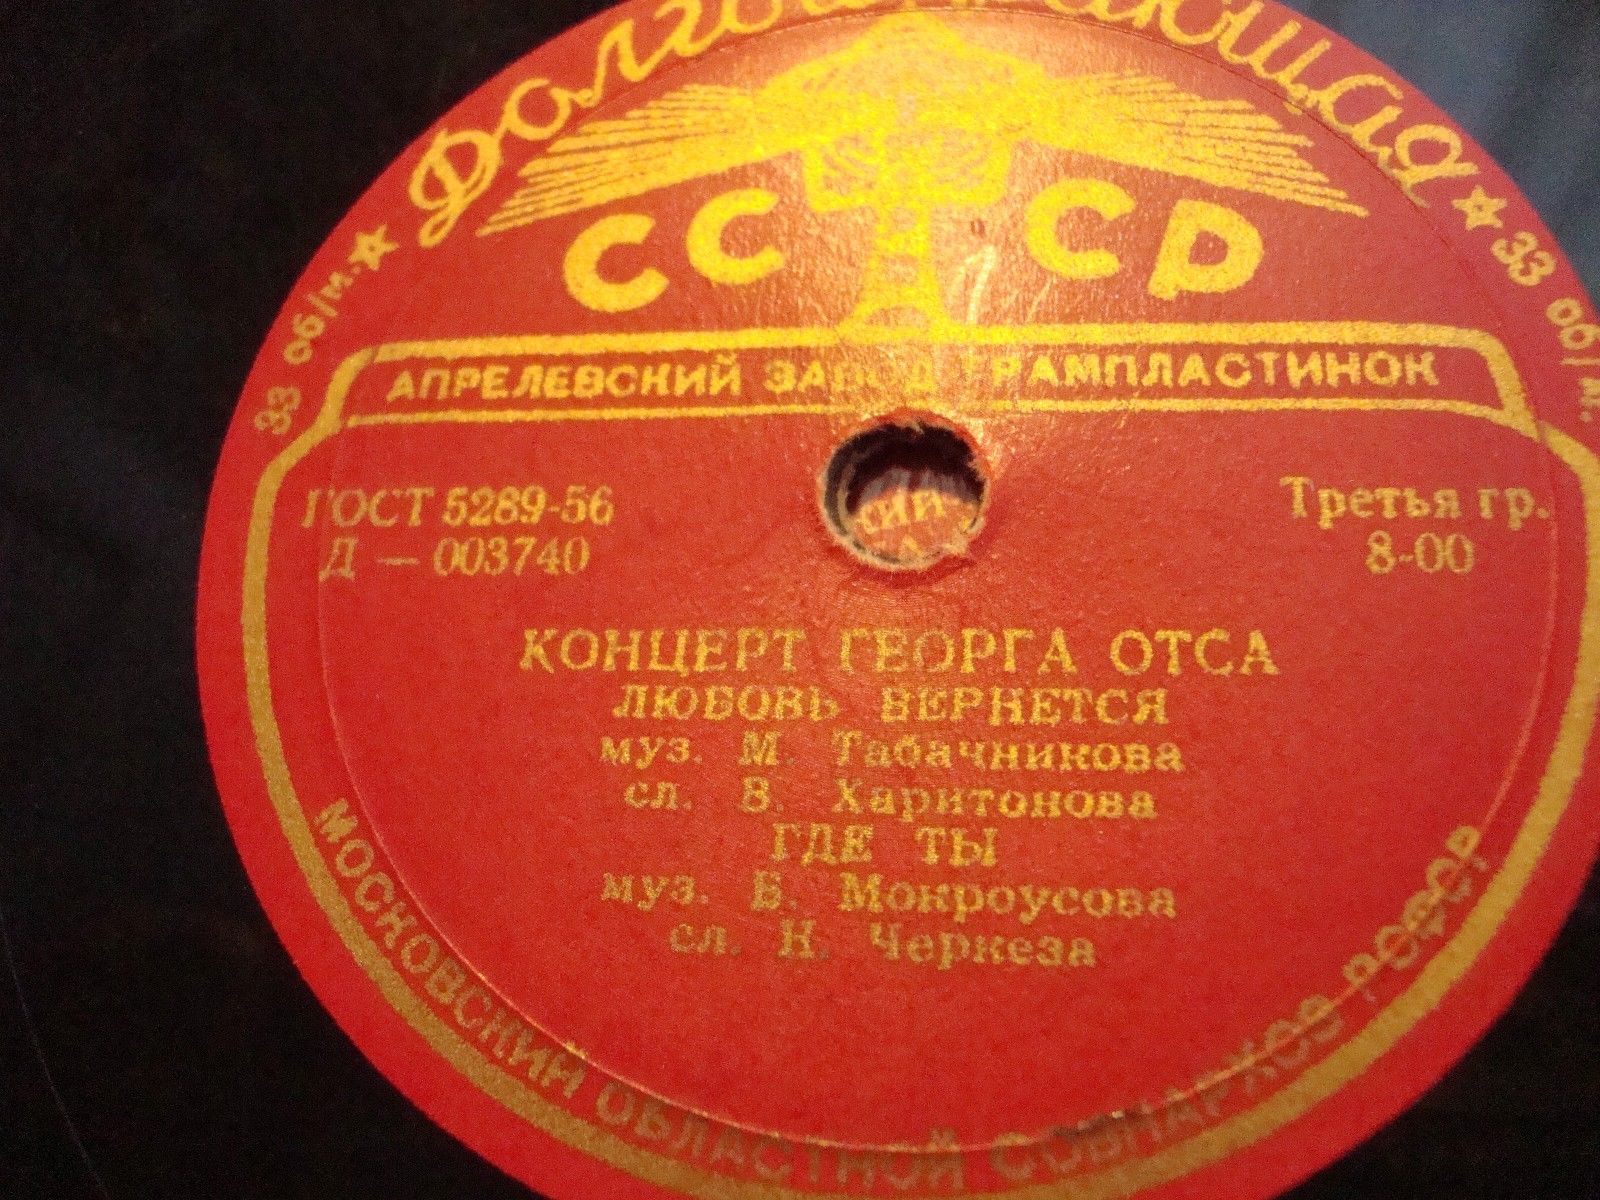 Долгоиграющая
★ 33 об/м.
★ 33 об/м.
СССР
АПРЕЛЕВСКИЙ ЗАВОД ГРАМПЛАСТИНОК
ГОСТ 5289-56
Д — 003740
Третья гр.
8-00
КОНЦЕРТ ГЕОРГА ОТСА
ЛЮБОВЬ ВЕРНЕТСЯ
муз. М. Табачникова
сл. В. Харитонова
ГДЕ ТЫ
муз. Б. Мокроусова
сл. Н. Черкеза
МОСКОВСКИЙ ОБЛАСТНОЙ СОВНАРХОЗ РСФСР